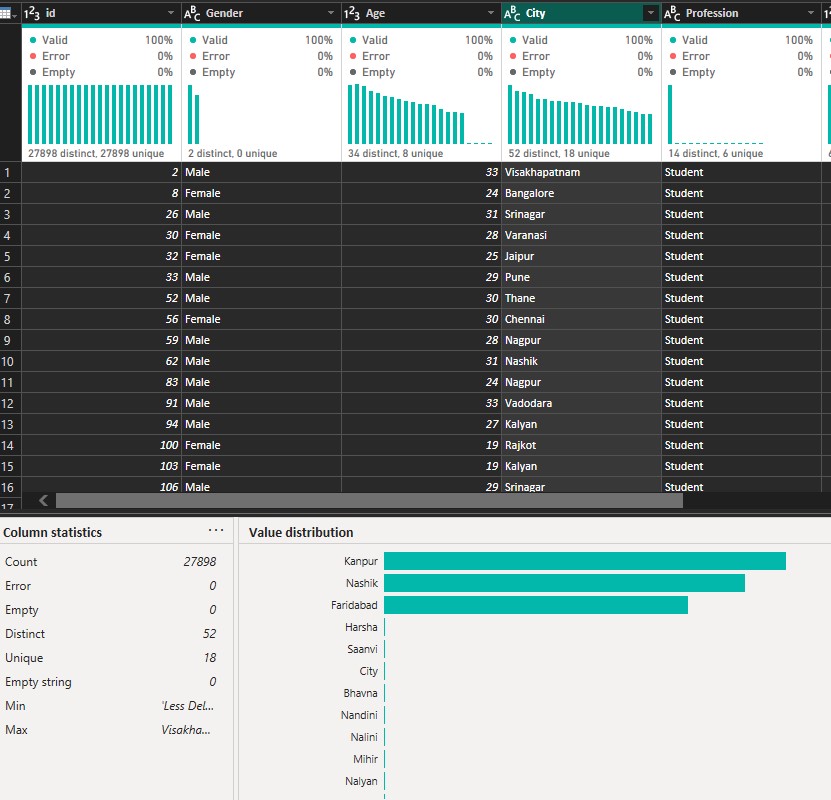 1²3 id ABC Gender 1²3 Age ABC City ABC Profession
Valid 100% Valid 100% Valid 100% Valid 100% Valid 100%
Error 0% Error 0% Error 0% Error 0% Error 0%
Empty 0% Empty 0% Empty 0% Empty 0% Empty 0%
27898 distinct, 27898 unique 2 distinct, 0 unique 34 distinct, 8 unique 52 distinct, 18 unique 14 distinct, 6 unique
1 2 Male 33 Visakhapatnam Student
2 8 Female 24 Bangalore Student
3 26 Male 31 Srinagar Student
4 30 Female 28 Varanasi Student
5 32 Female 25 Jaipur Student
6 33 Male 29 Pune Student
7 52 Male 30 Thane Student
8 56 Female 30 Chennai Student
9 59 Male 28 Nagpur Student
10 62 Male 31 Nashik Student
11 83 Male 24 Nagpur Student
12 91 Male 33 Vadodara Student
13 94 Male 27 Kalyan Student
14 100 Female 19 Rajkot Student
15 103 Female 19 Kalyan Student
16 106 Male 29 Srinagar Student
17
Column statistics ...
Count 27898
Error 0
Empty 0
Distinct 52
Unique 18
Empty string 0
Min 'Less Del...
Max Visakha...
Value distribution
Kanpur
Nashik
Faridabad
Harsha
Saanvi
City
Bhavna
Nandini
Nalini
Mihir
Nalyan